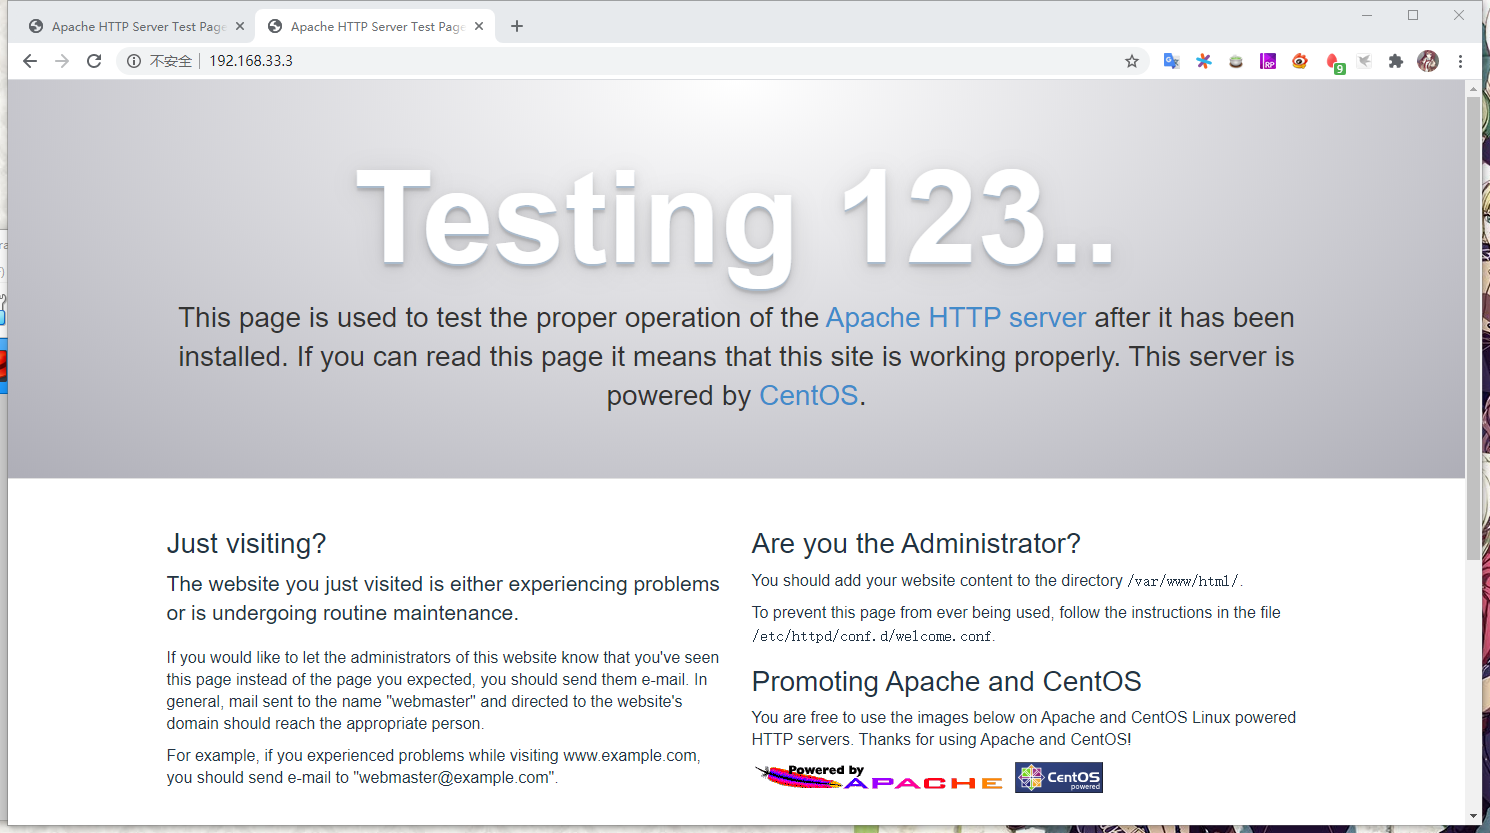 Apache HTTP Server Test Page
Apache HTTP Server Test Page
不安全
192.168.33.3
RP
9
Testing 123..
This page is used to test the proper operation of the Apache HTTP server after it has been
installed. If you can read this page it means that this site is working properly. This server is
powered by CentOS.
Just visiting?
The website you just visited is either experiencing problems
or is undergoing routine maintenance.
If you would like to let the administrators of this website know that you've seen
this page instead of the page you expected, you should send them e-mail. In
general, mail sent to the name "webmaster" and directed to the website's
domain should reach the appropriate person.
For example, if you experienced problems while visiting www.example.com,
you should send e-mail to "webmaster@example.com".
Are you the Administrator?
You should add your website content to the directory /var/www/html/.
To prevent this page from ever being used, follow the instructions in the file
/etc/httpd/conf.d/welcome.conf.
Promoting Apache and CentOS
You are free to use the images below on Apache and CentOS Linux powered
HTTP servers. Thanks for using Apache and CentOS!
Powered by
APACHE
CentOS
powered